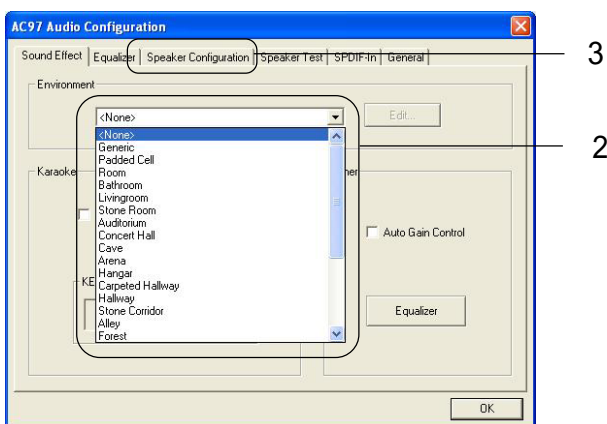 AC97 Audio Configuration
Sound Effect Equalizer Speaker Configuration Speaker Test SPDIF-In General
3
Environment
<None>
Edit...
2
<None>
Generic
Padded Cell
Room
Bathroom
Livingroom
Stone Room
Auditorium
Concert Hall
Cave
Arena
Hangar
Carpeted Hallway
Hallway
Stone Corridor
Alley
Forest
Karaoke
KE
her
Auto Gain Control
Equalizer
OK